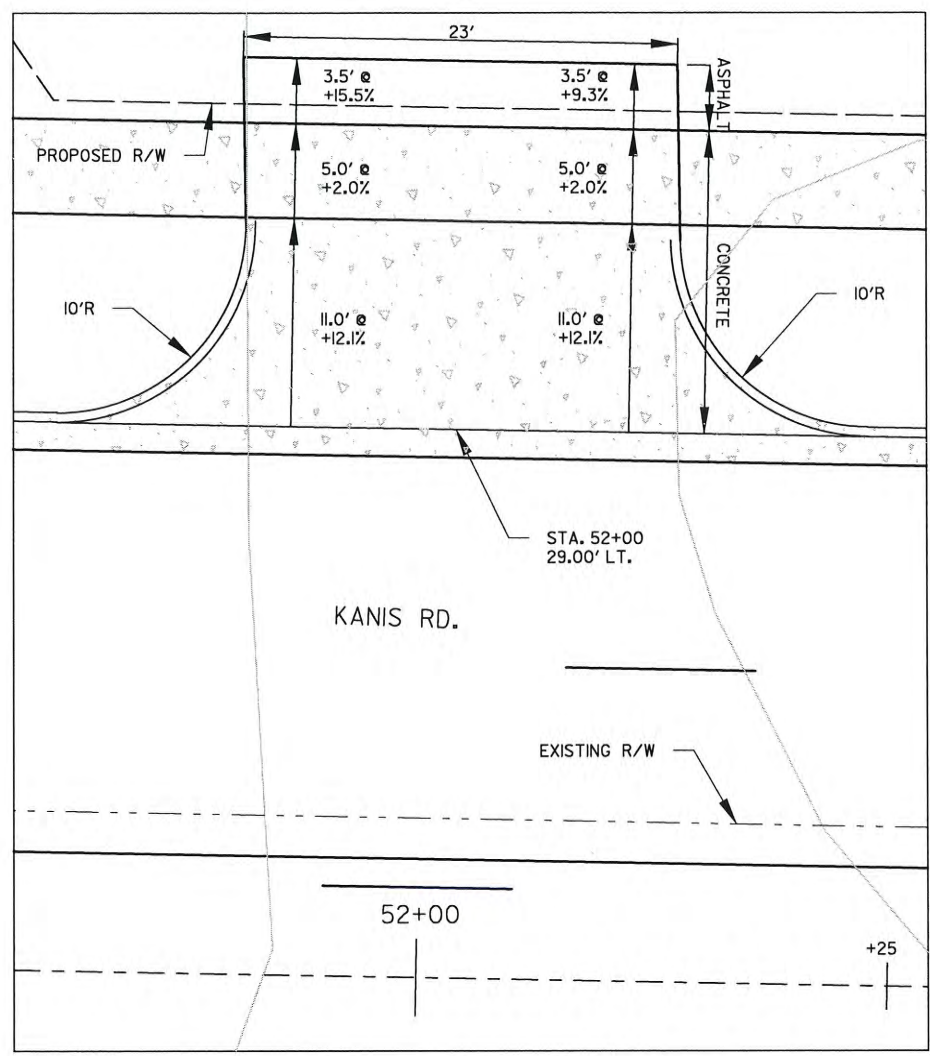 23'
3.5' @
+15.5%
3.5' @
+9.3%
ASPHALT
PROPOSED R/W
5.0' @
+2.0%
5.0' @
+2.0%
CONCRETE
10'R
11.0' @
+12.1%
11.0' @
+12.1%
10'R
STA. 52+00
29.00' LT.
KANIS RD.
EXISTING R/W
52+00
+25